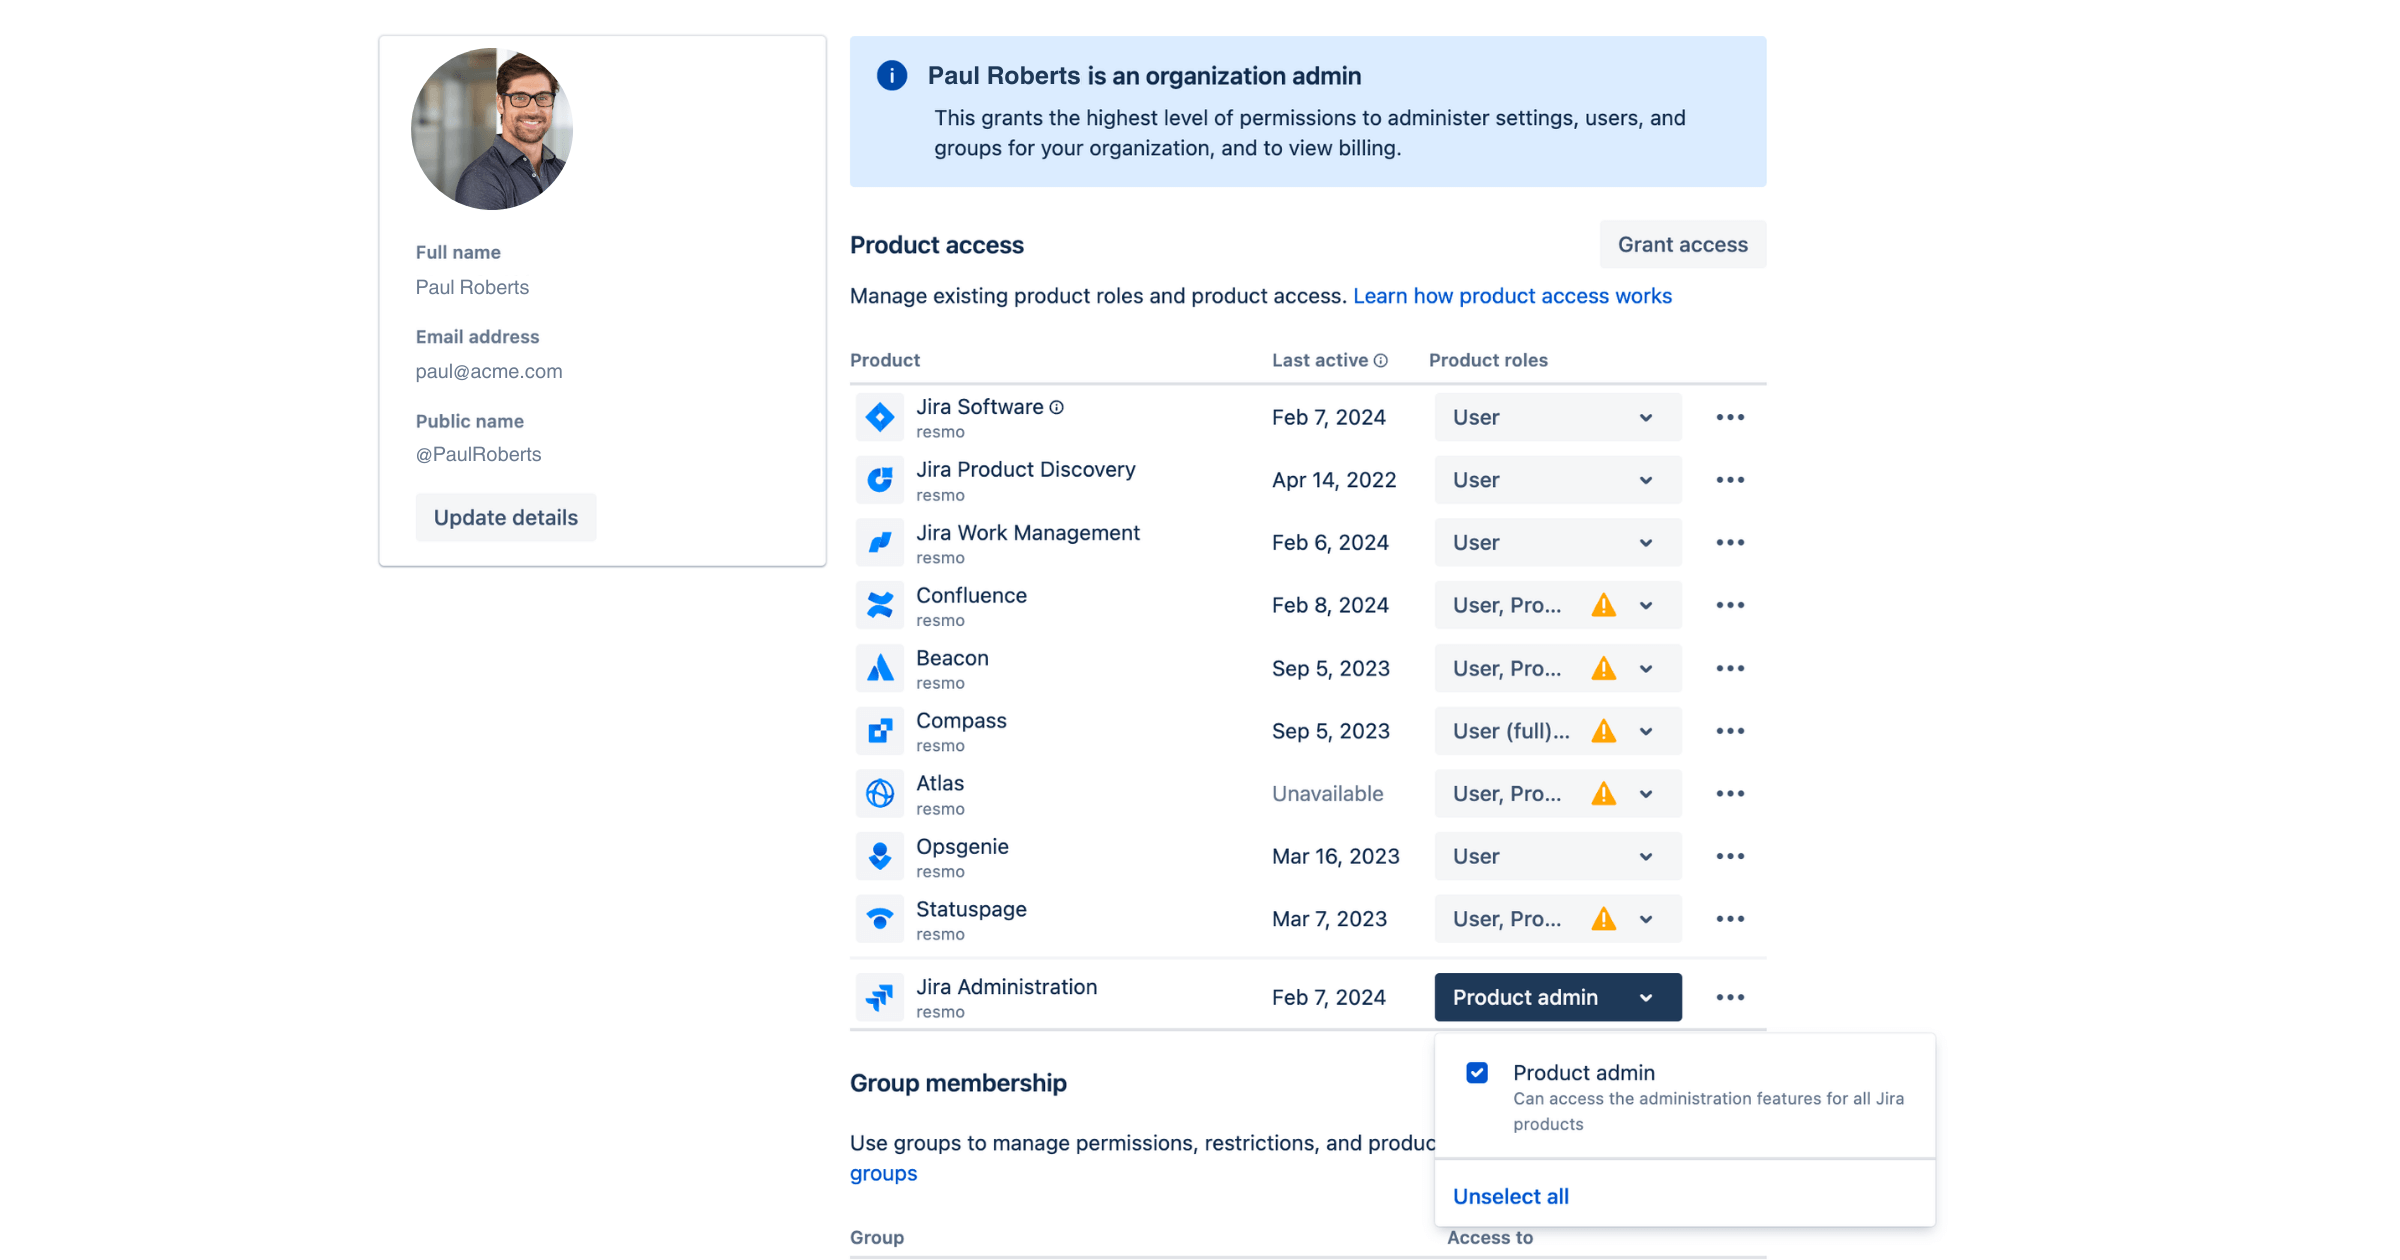 Full name
Paul Roberts
Email address
paul@acme.com
Public name
@PaulRoberts
Update details
Paul Roberts is an organization admin
This grants the highest level of permissions to administer settings, users, and
groups for your organization, and to view billing.
Product access
Grant access
Manage existing product roles and product access. Learn how product access works
Product Last active Product roles
Jira Software
resmo
Feb 7, 2024 User
Jira Product Discovery
resmo
Apr 14, 2022 User
Jira Work Management
resmo
Feb 6, 2024 User
Confluence
resmo
Feb 8, 2024 User, Pro...
Beacon
resmo
Sep 5, 2023 User, Pro...
Compass
resmo
Sep 5, 2023 User (full)...
Atlas
resmo
Unavailable User, Pro...
Opsgenie
resmo
Mar 16, 2023 User
Statuspage
resmo
Mar 7, 2023 User, Pro...
Jira Administration
resmo
Feb 7, 2024 Product admin
Product admin
Can access the administration features for all Jira
products
Unselect all
Group membership
Use groups to manage permissions, restrictions, and produc
groups
Group Access to